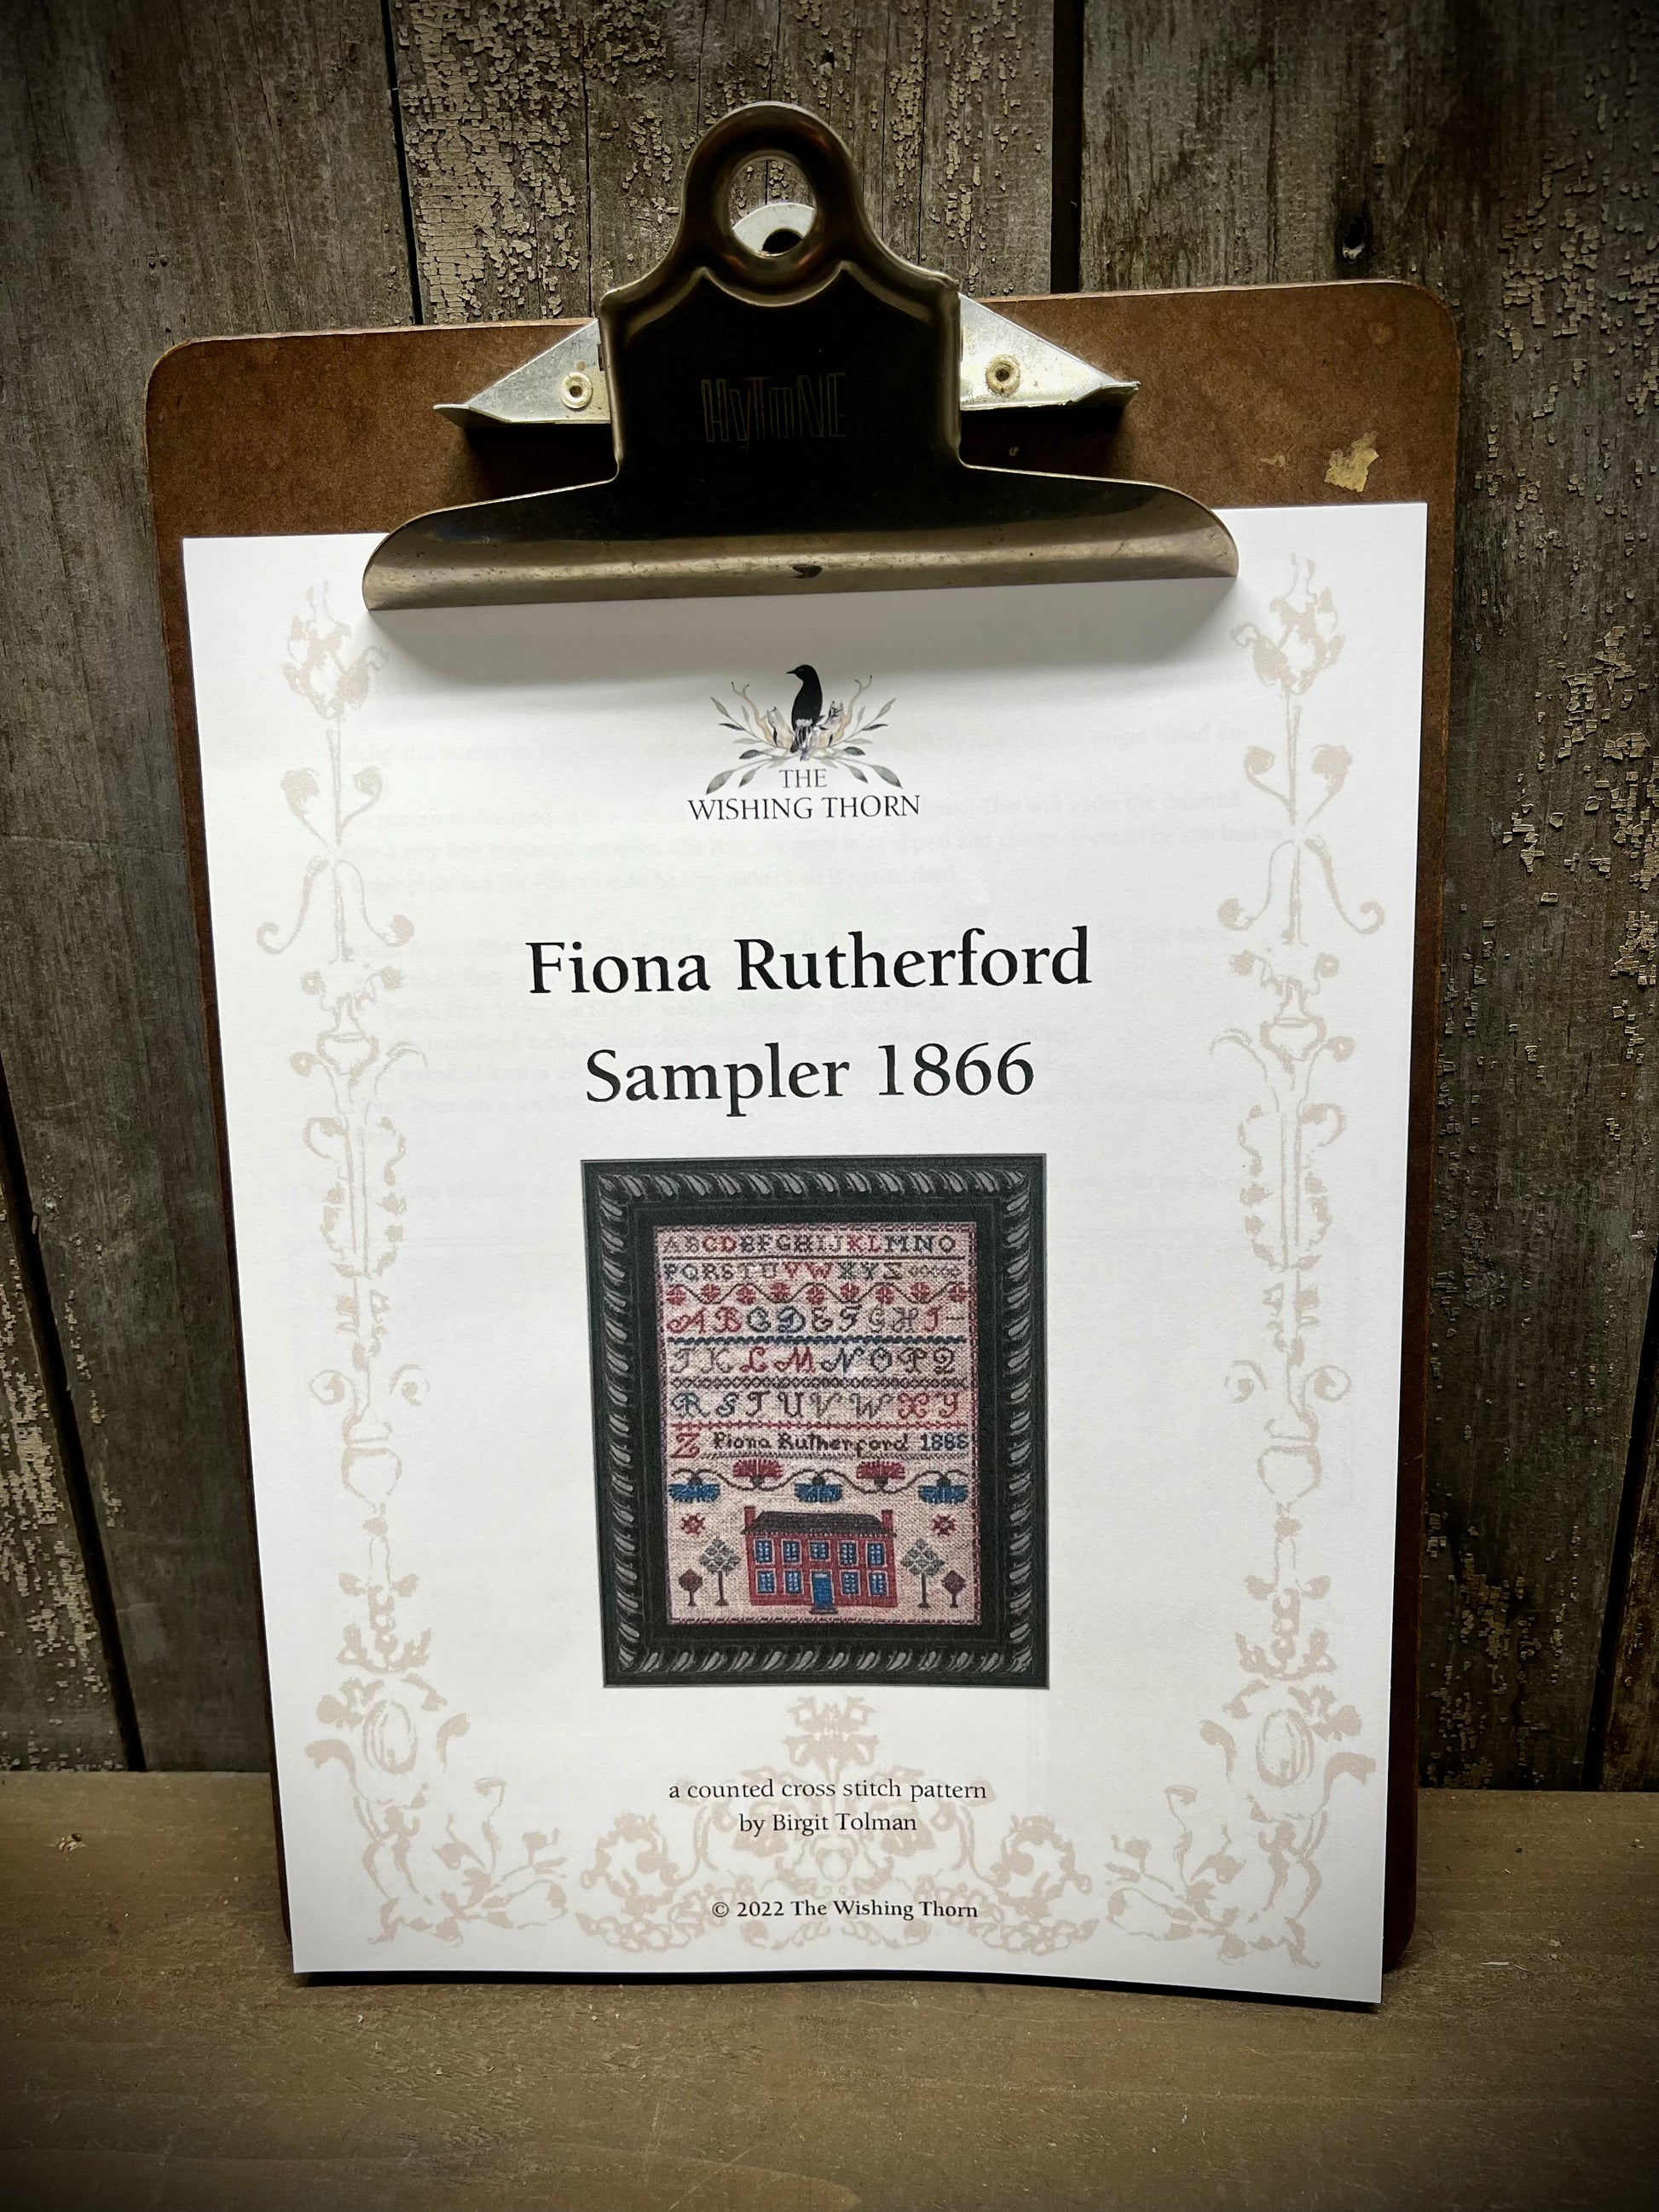 HyTONE
THE
WISHING THORN
Fiona Rutherford
Sampler 1866
ABCDEFGHIJKLMNO
PQRSTUVWXYZ
ABCDEFGHI
JKLMNOPQ
RSTUVWXY
Z Fiona Rutherford 1866
a counted cross stitch pattern
by Birgit Tolman
© 2022 The Wishing Thorn